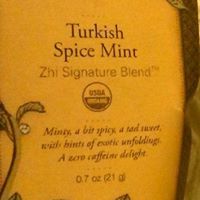 Turkish
Spice Mint
Zhi Signature Blend™
USDA
ORGANIC
Minty, a bit spicy, a tad sweet,
with hints of exotic unfoldings.
A zero caffeine delight.
0.7 oz (21 g)